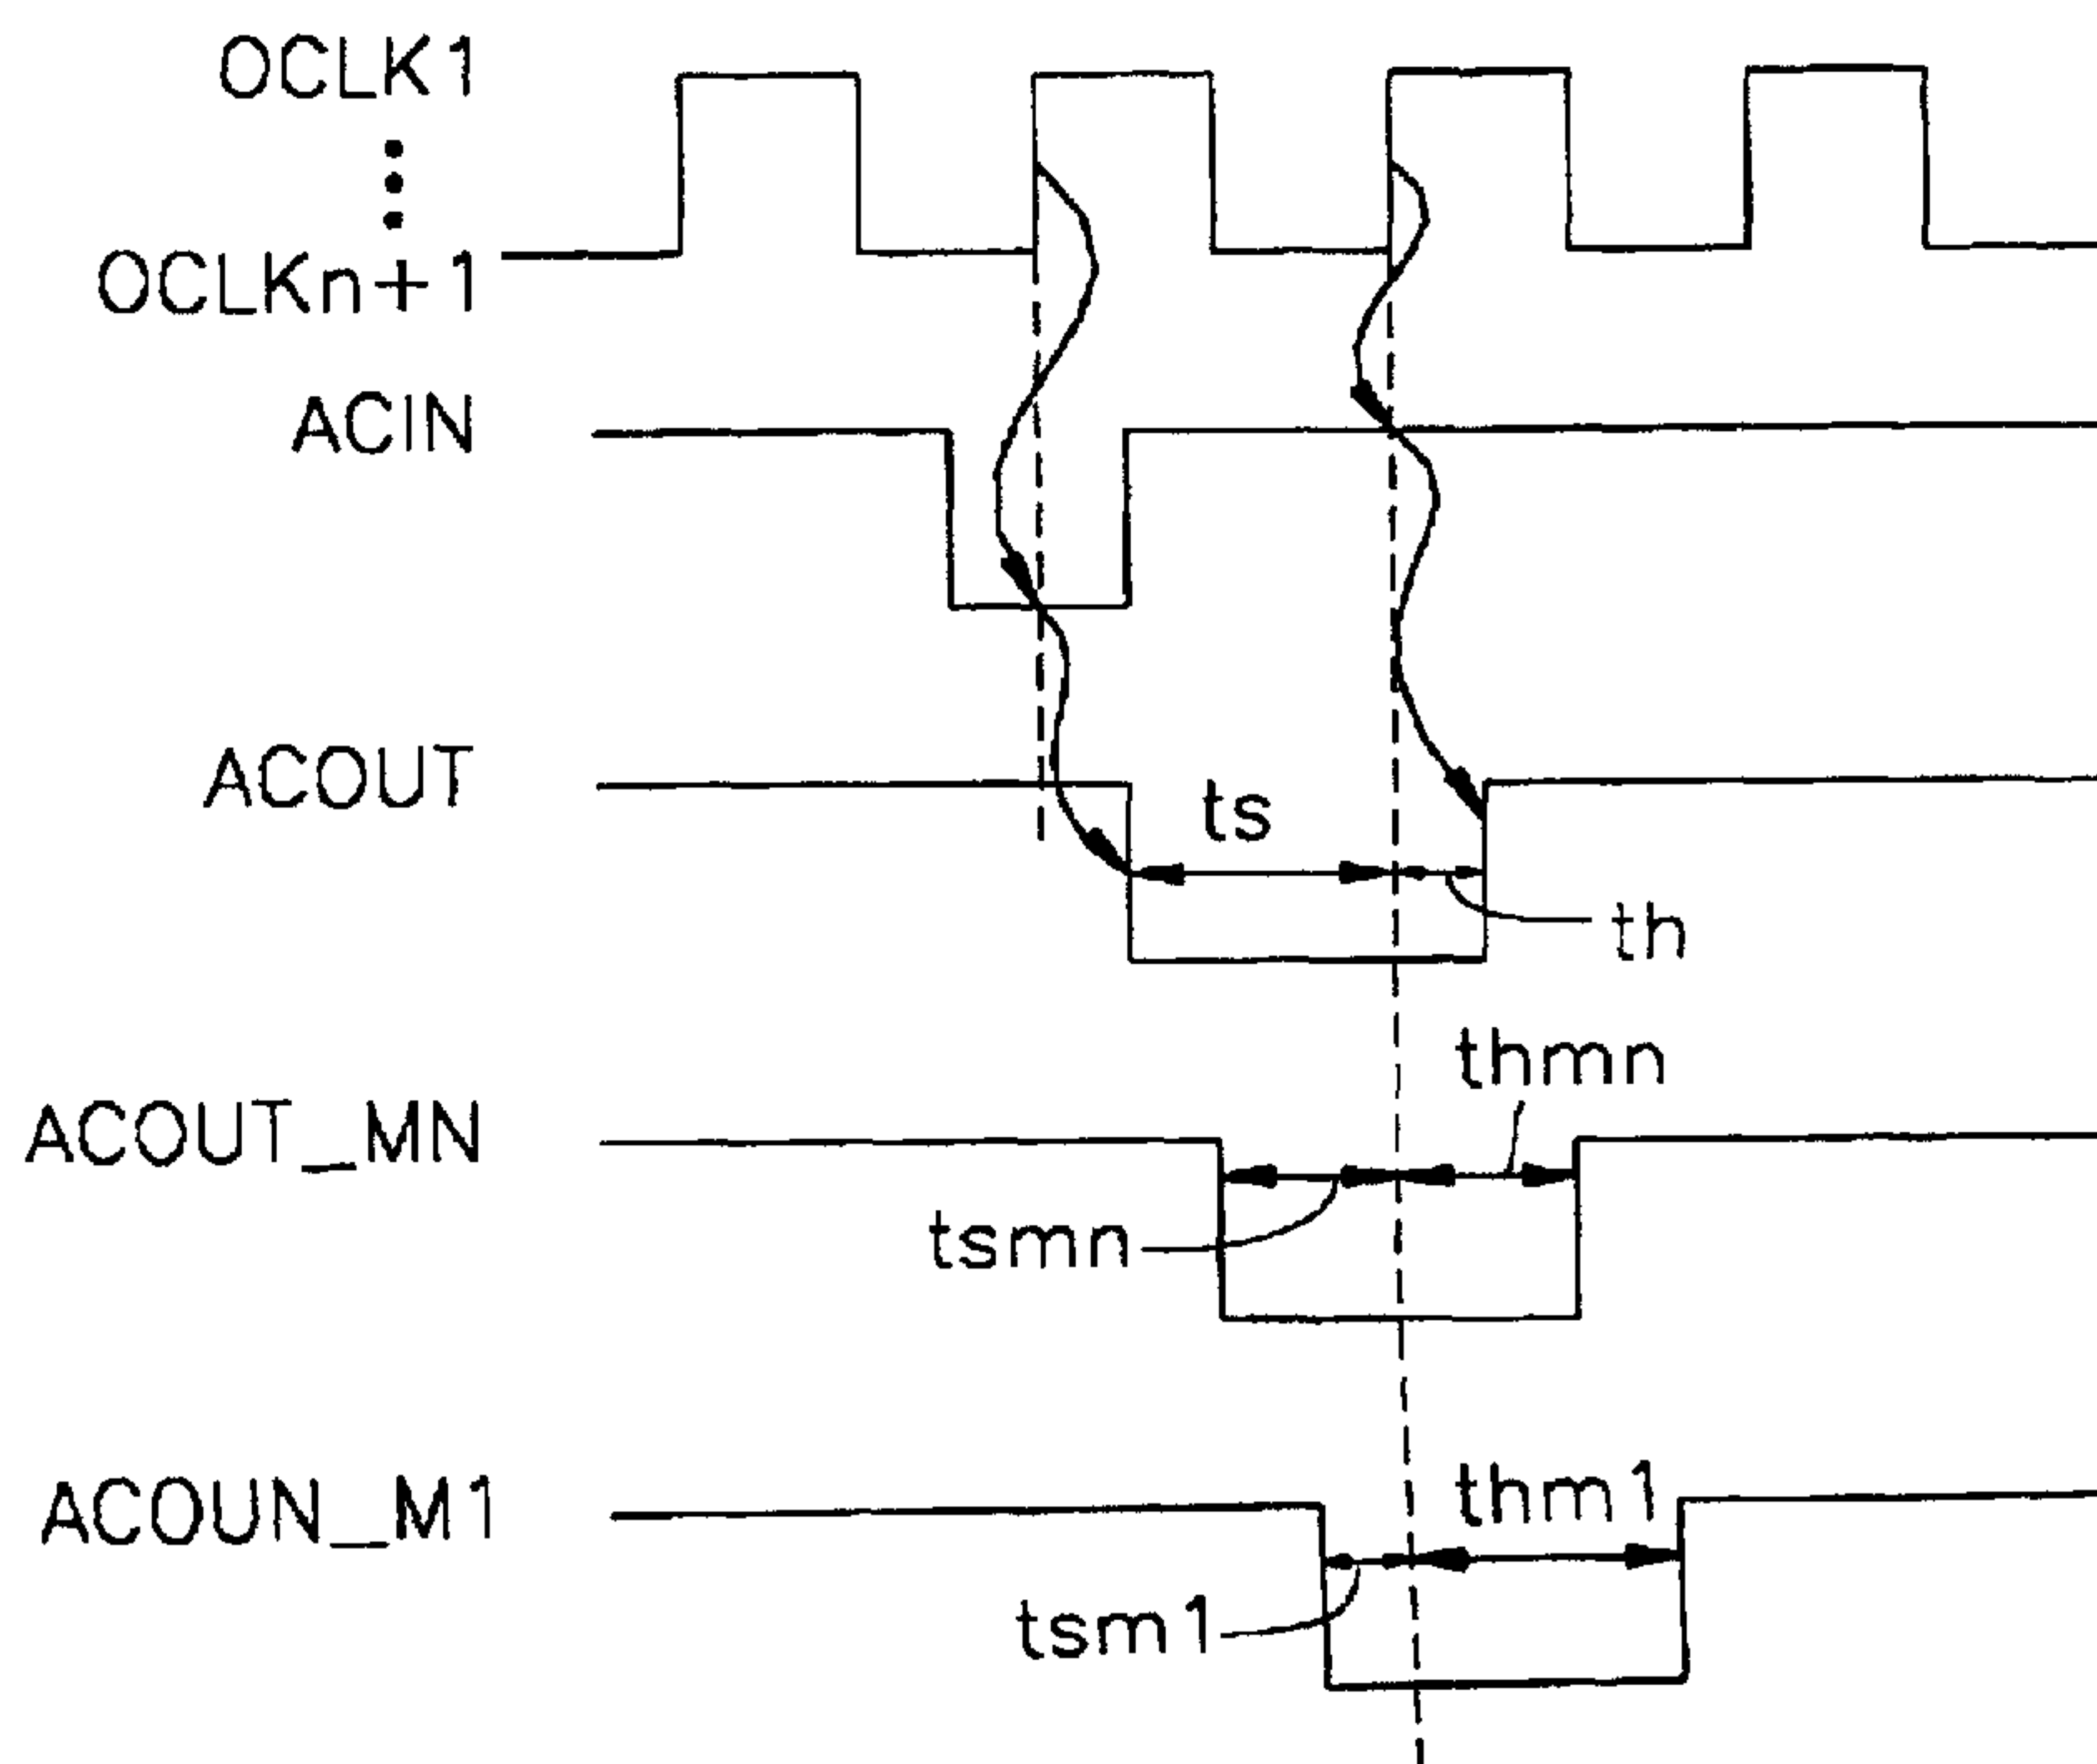 OCLK1
OCLKn+1
ACIN
ACOUT
ts
th
ACOUT_MN
thmn
tsmn
ACOUN_M1
thm1
tsm1